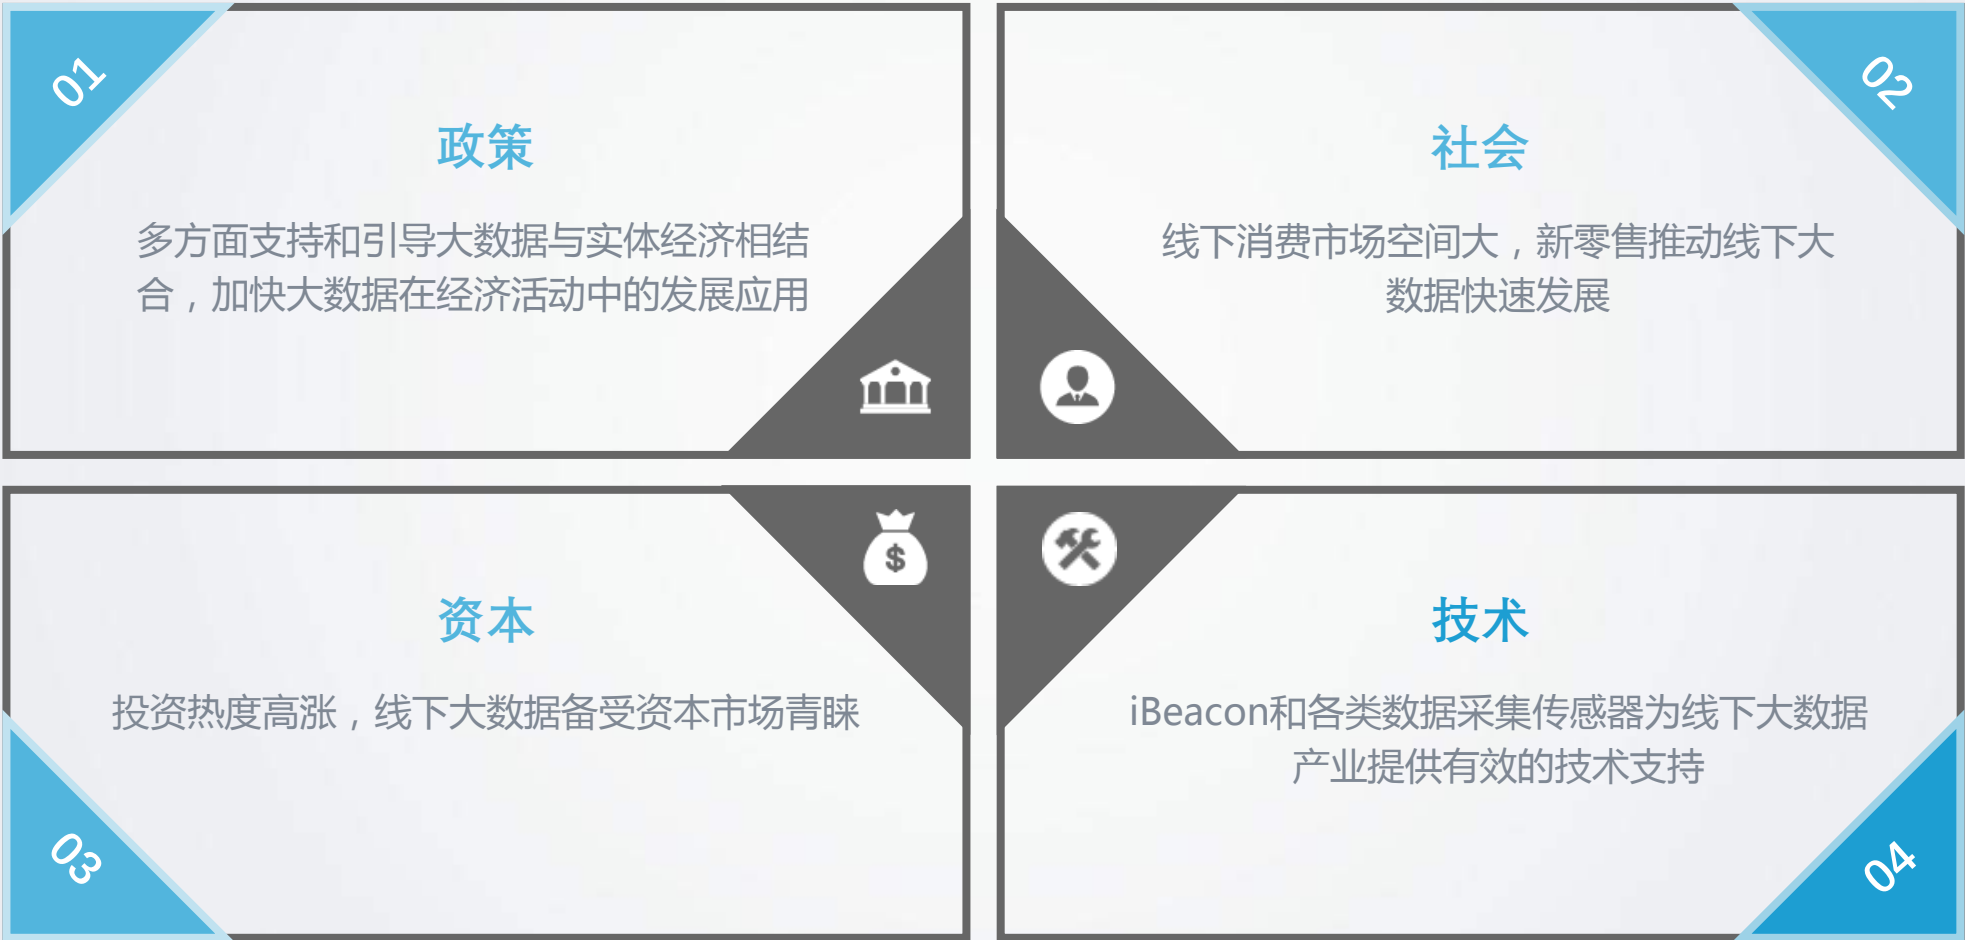 01
政策
多方面支持和引导大数据与实体经济相结
合，加快大数据在经济活动中的发展应用
02
社会
线下消费市场空间大，新零售推动线下大
数据快速发展
$
资本
投资热度高涨，线下大数据备受资本市场青睐
03
技术
iBeacon和各类数据采集传感器为线下大数据
产业提供有效的技术支持
04